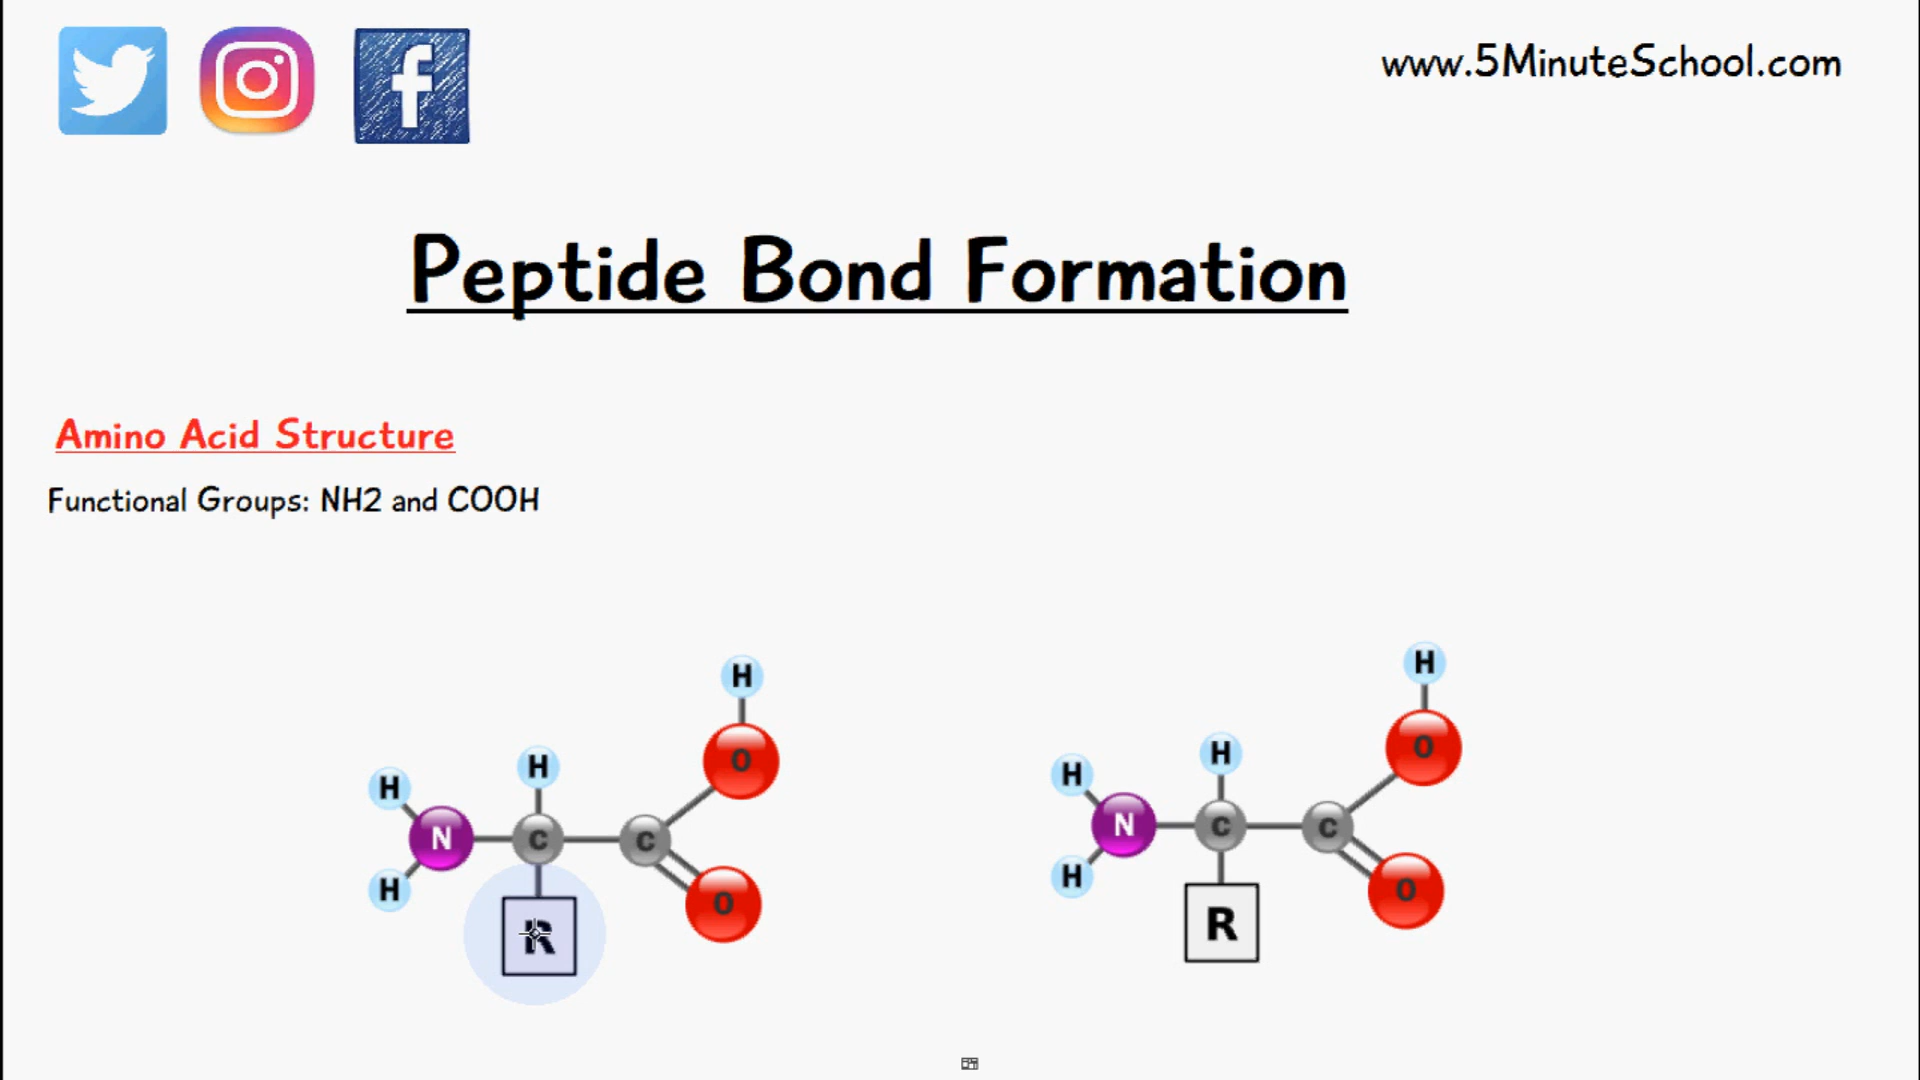 www.5MinuteSchool.com
Peptide Bond Formation
Amino Acid Structure
Functional Groups: NH2 and COOH
H
O
H
H
N
C
C
H
O
R
H
O
H
H
N
C
C
H
O
R